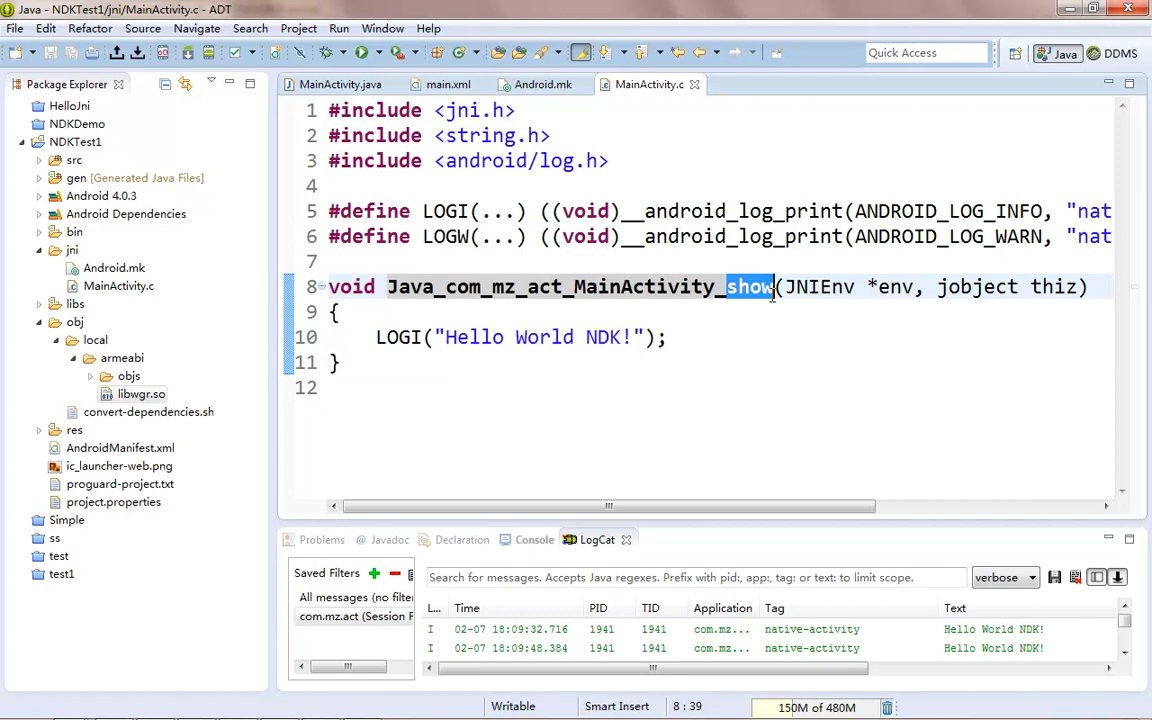 Java - NDKTest1/jni/MainActivity.c - ADT
File Edit Refactor Source Navigate Search Project Run Window Help
Quick Access
Java
DDMS
Package Explorer
HelloJni
NDKDemo
NDKTest1
src
gen [Generated Java Files]
Android 4.0.3
Android Dependencies
bin
jni
Android.mk
MainActivity.c
libs
obj
local
armeabi
objs
libwgr.so
convert-dependencies.sh
res
AndroidManifest.xml
ic_launcher-web.png
proguard-project.txt
project.properties
Simple
ss
test
test1
MainActivity.java main.xml Android.mk MainActivity.c
1 #include <jni.h>
2 #include <string.h>
3 #include <android/log.h>
4
5 #define LOGI(...) ((void)__android_log_print(ANDROID_LOG_INFO, "nat
6 #define LOGW(...) ((void)__android_log_print(ANDROID_LOG_WARN, "nat
7
8 void Java_com_mz_act_MainActivity_show(JNIEnv *env, jobject thiz)
9 {
10 LOGI("Hello World NDK!");
11 }
12
Problems Javadoc Declaration Console LogCat
Saved Filters
All messages (no filter
com.mz.act (Session F
Search for messages. Accepts Java regexes. Prefix with pid:, app:, tag: or text: to limit scope.
verbose
L... Time PID TID Application Tag Text
I 02-07 18:09:32.716 1941 1941 com.mz... native-activity Hello World NDK!
I 02-07 18:09:48.384 1941 1941 com.mz... native-activity Hello World NDK!
Writable Smart Insert 8 : 39 150M of 480M